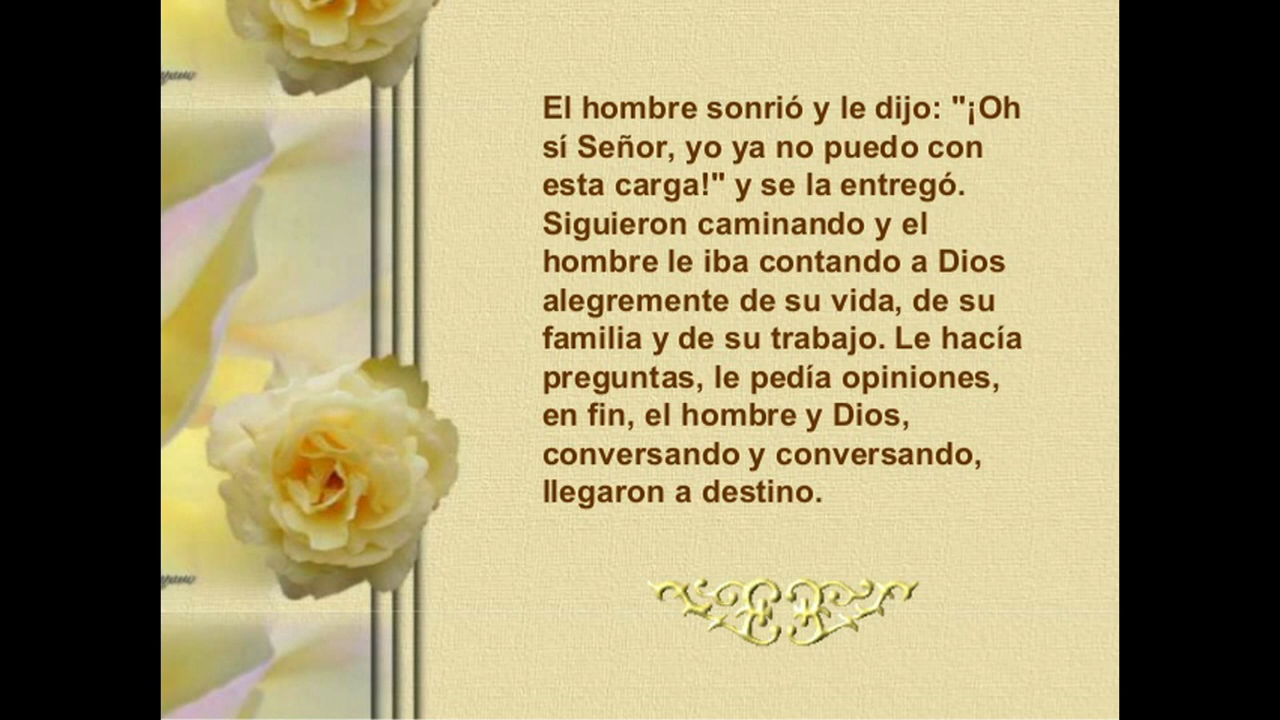 El hombre sonrió y le dijo: "¡Oh
sí Señor, yo ya no puedo con
esta carga!" y se la entregó.
Siguieron caminando y el
hombre le iba contando a Dios
alegremente de su vida, de su
familia y de su trabajo. Le hacía
preguntas, le pedía opiniones,
en fin, el hombre y Dios,
conversando y conversando,
llegaron a destino.